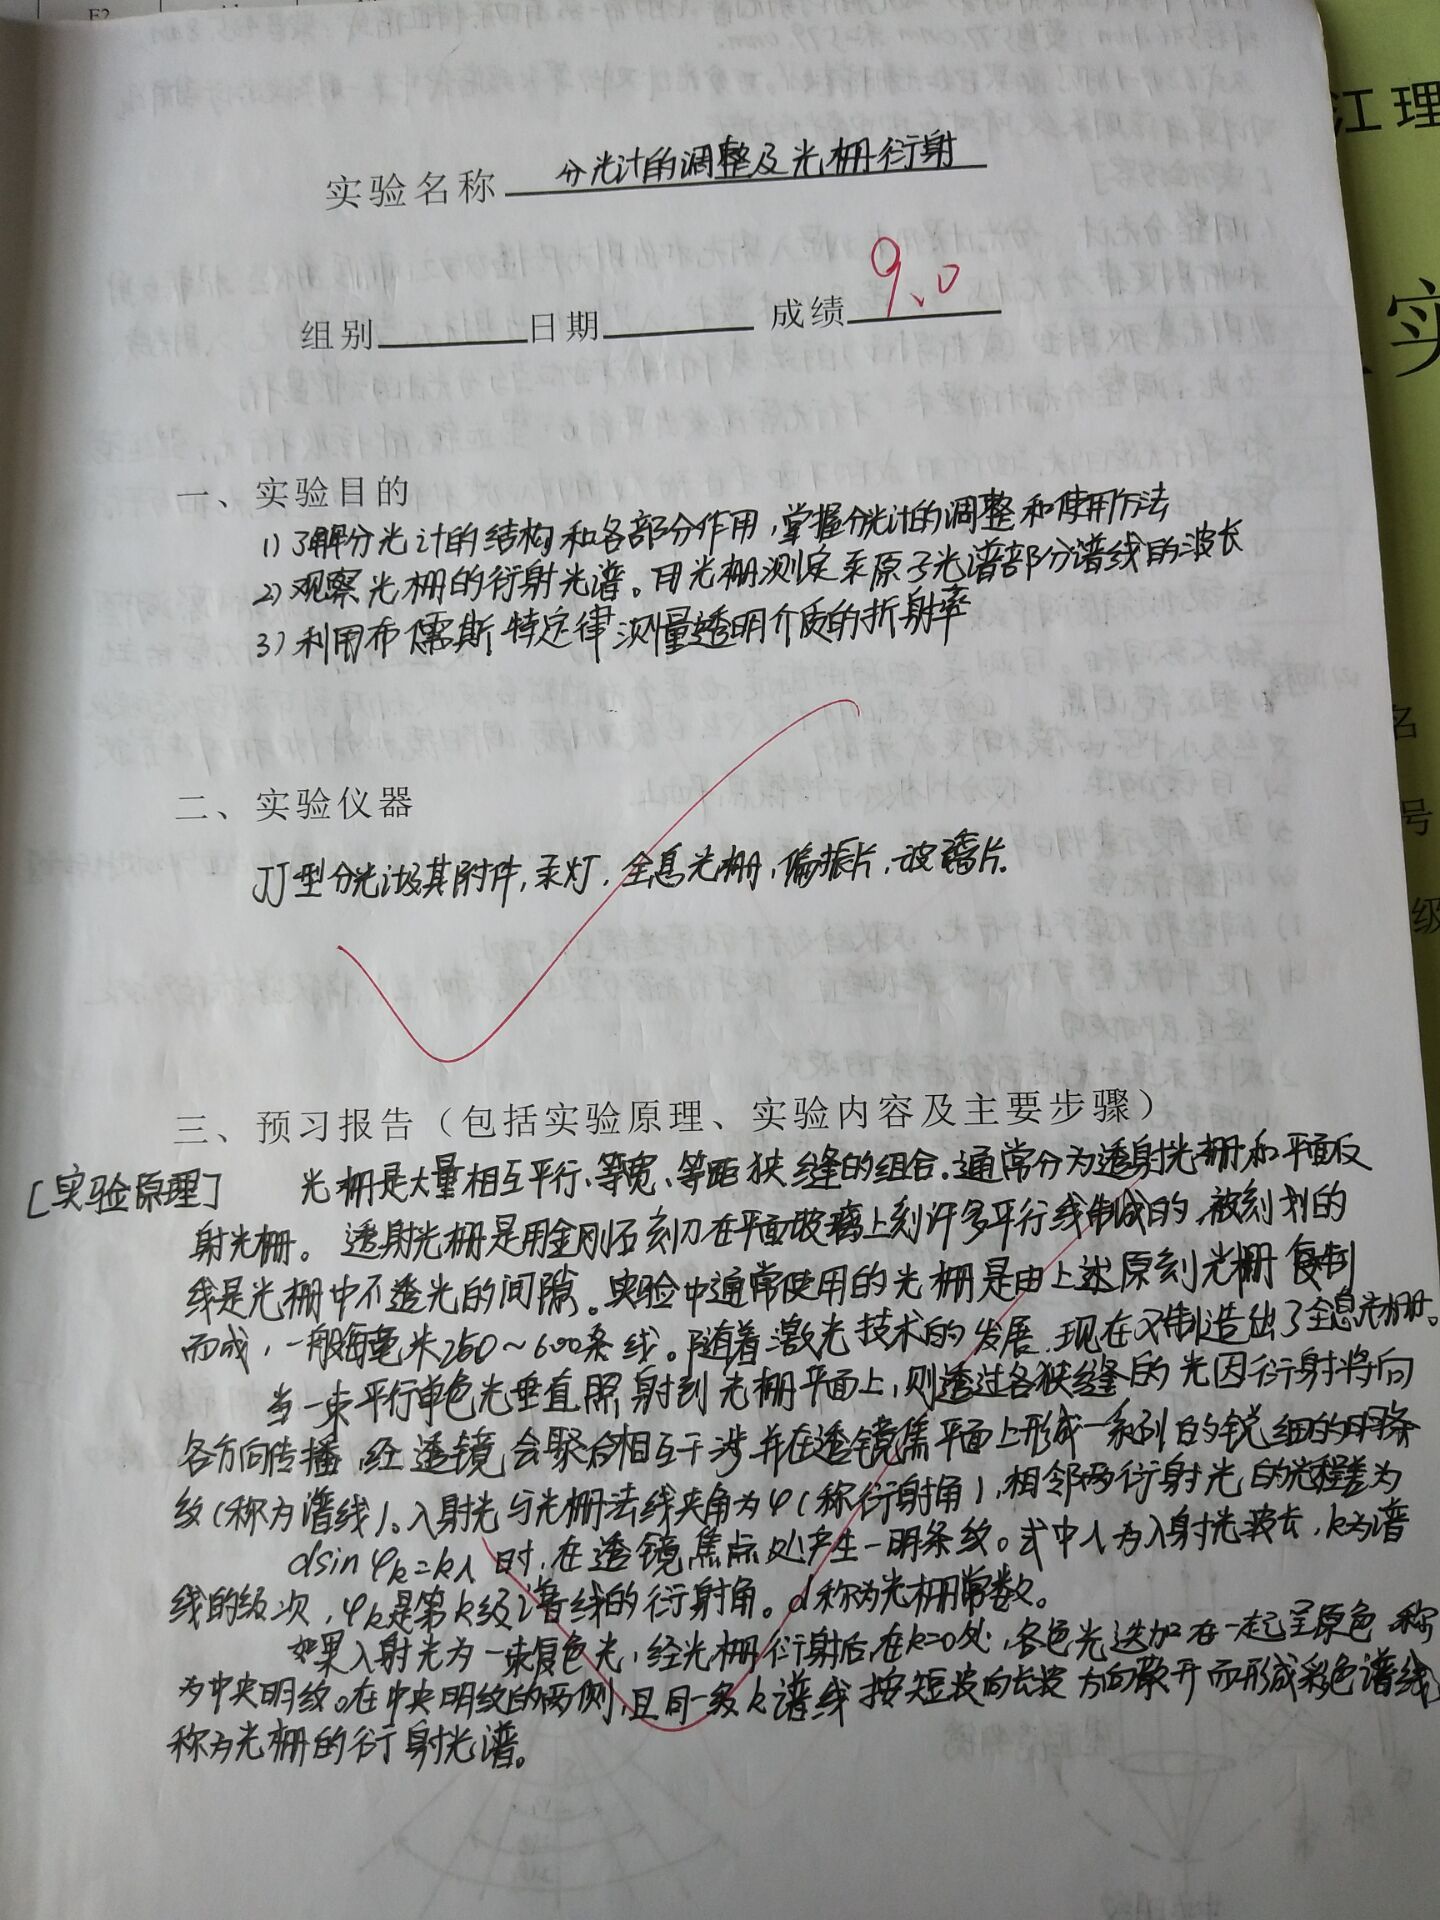 E2
江理
实
名
号
级
实验名称 分光计的调整及光栅衍射
组别 日期 成绩 9.0
一、实验目的
1)了解分光计的结构和各部分作用,掌握分光计的调整和使用方法
2)观察光栅的衍射光谱。用光栅测定汞原子光谱部分谱线的波长
3)利用布儒斯特定律测量透明介质的折射率
二、实验仪器
JJ型分光计及其附件,汞灯,全息光栅,偏振片,玻璃片.
三、预习报告(包括实验原理、实验内容及主要步骤)
[实验原理] 光栅是大量相互平行、等宽、等距狭缝的组合.通常分为透射光栅和平面反
射光栅。透射光栅是用金刚石刻刀在平面玻璃上刻许多平行线制成的,被刻划的
线是光栅中不透光的间隙。实验中通常使用的光栅是由上述原刻光栅复制
而成,一般每毫米250~600条线。随着激光技术的发展.现在又制造出了全息光栅。
当一束平行单色光垂直照射到光栅平面上,则透过各狭缝的光因衍射将向
各方向传播,经透镜会聚后相互干涉并在透镜焦平面上形成一系列的锐细的明条
纹(称为谱线)。入射光与光栅法线夹角为φ(称衍射角),相邻两衍射光的光程差为
dsinφk=kλ时,在透镜焦点处产生一明条纹。式中λ为入射光波长,k为谱
线的级次,φk是第k级谱线的衍射角。d称为光栅常数。
如果入射光为一束复色光,经光栅衍射后,在k=0处,各色光迭加在一起呈原色,称
为中央明纹。在中央明纹的两侧,且同一级k谱线按短波向长波方向散开而形成彩色谱线,
称为光栅的衍射光谱。